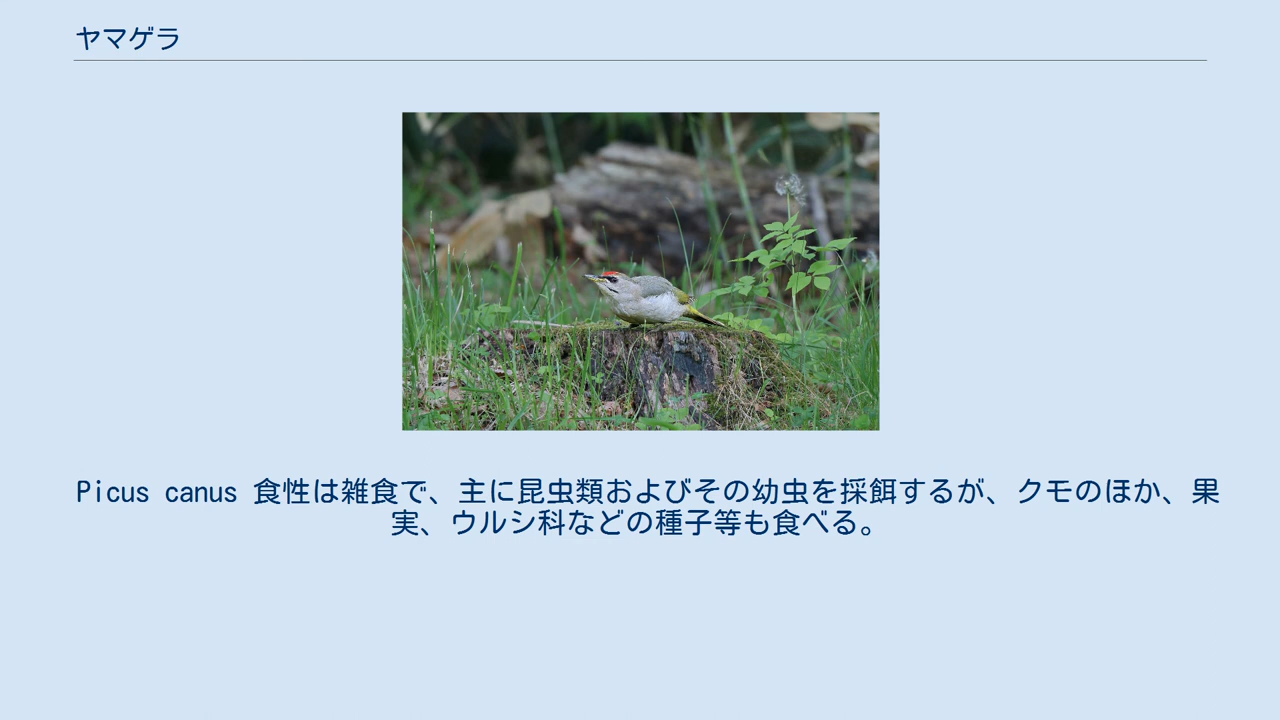 ヤマゲラ
Picus canus 食性は雑食で、主に昆虫類およびその幼虫を採餌するが、クモのほか、果
実、ウルシ科などの種子等も食べる。